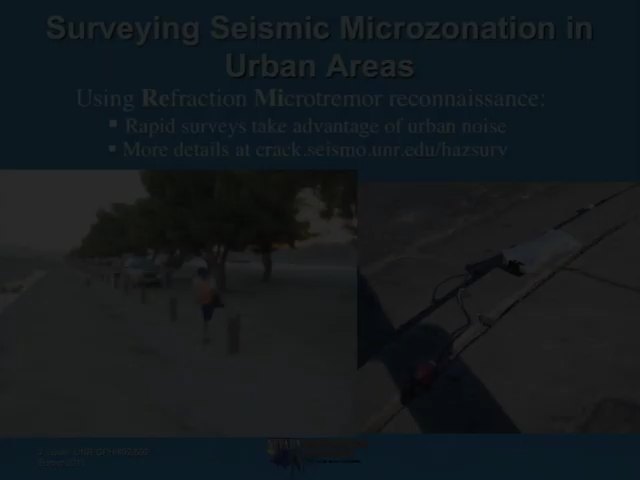 Surveying Seismic Microzonation in
Urban Areas
Using Refraction Microtremor reconnaissance:
▪ Rapid surveys take advantage of urban noise
▪ More details at crack.seismo.unr.edu/hazsurv
NEVADA